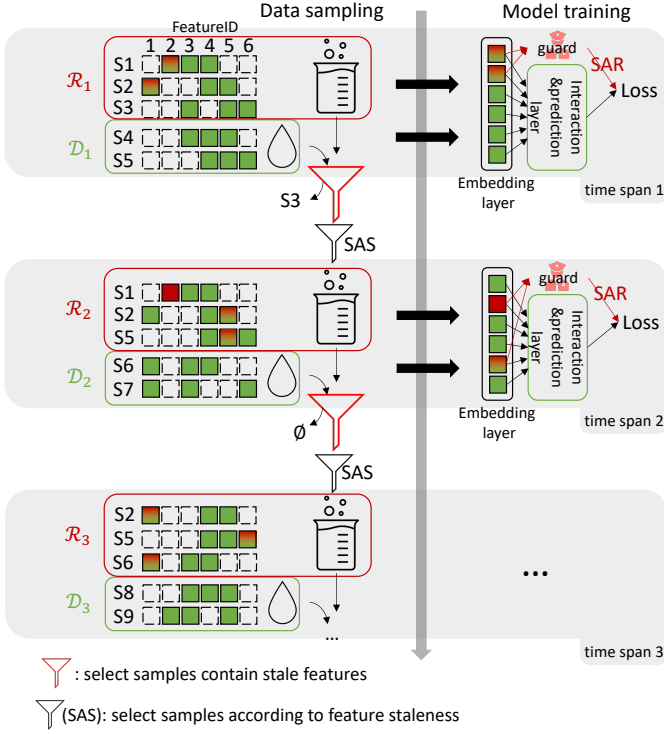 Data sampling
Model training
FeatureID
1 2 3 4 5 6
S1
S2
S3
R₁
S4
S5
D₁
S3
SAS
guard
SAR
Loss
Interaction
&prediction
layer
Embedding
layer
time span 1
S1
S2
S5
R₂
S6
S7
D₂
Ø
SAS
guard
SAR
Loss
Interaction
&prediction
layer
Embedding
layer
time span 2
S2
S5
S6
R₃
S8
S9
D₃
...
...
time span 3
: select samples contain stale features
(SAS): select samples according to feature staleness